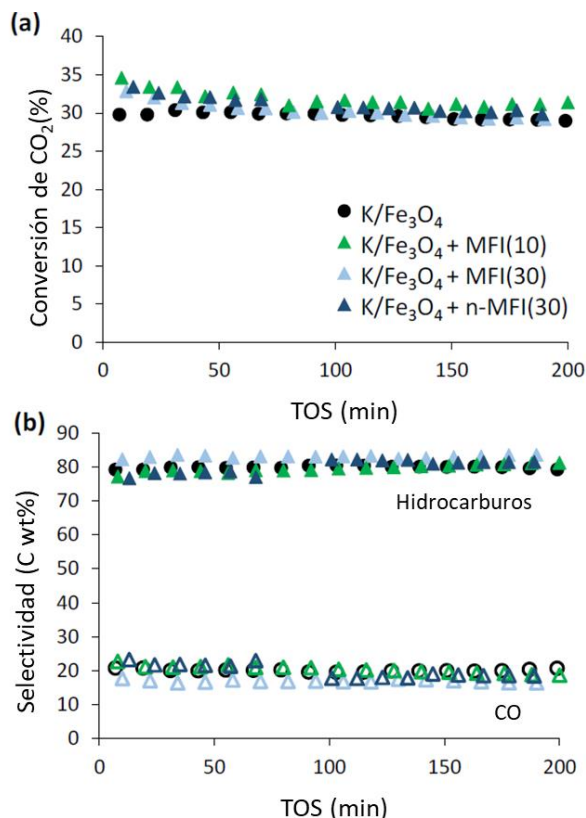 (a)
40
35
30
25
20
15
10
5
0
Conversión de CO2(%)
K/Fe3O4
K/Fe3O4 + MFI(10)
K/Fe3O4 + MFI(30)
K/Fe3O4 + n-MFI(30)
0 50 100 150 200
TOS (min)
(b)
90
80
70
60
50
40
30
20
10
0
Selectividad (C wt%)
Hidrocarburos
CO
0 50 100 150 200
TOS (min)